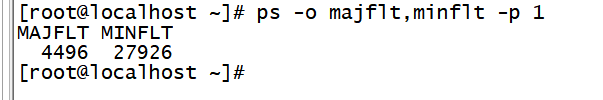 [root@localhost ~]# ps -o majflt,minflt -p 1
MAJFLT MINFLT
  4496  27926
[root@localhost ~]#